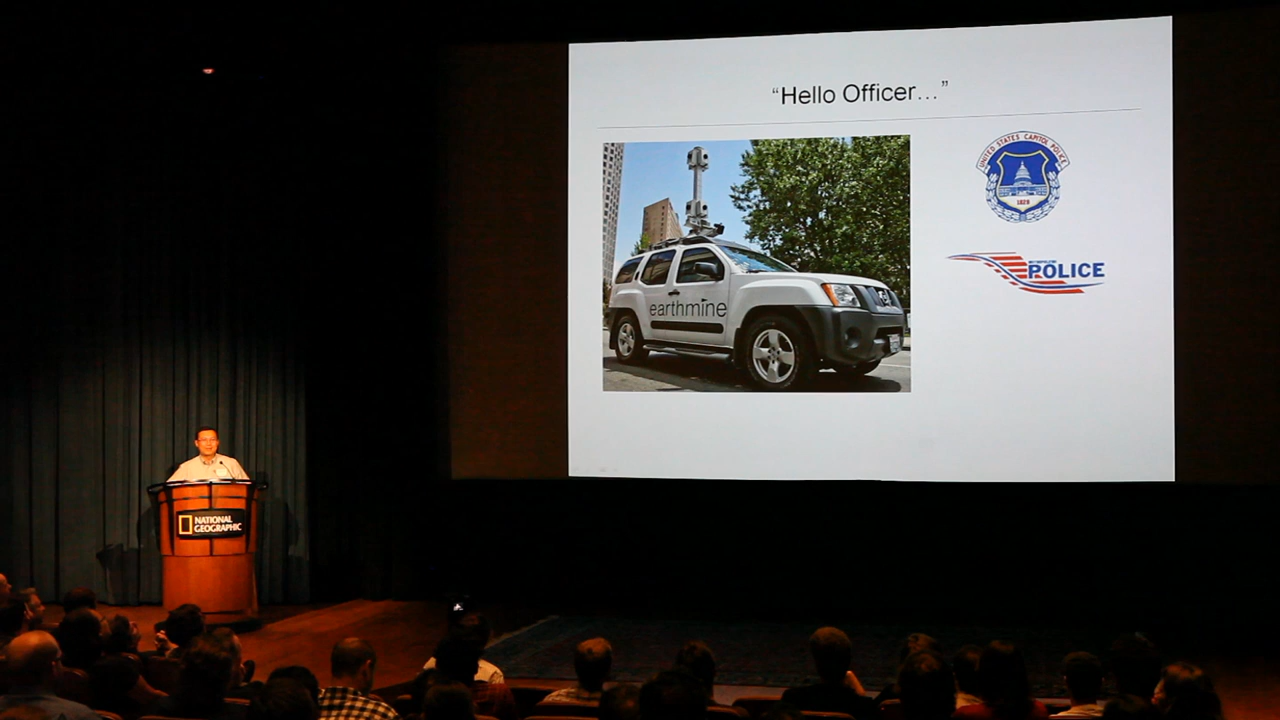 “Hello Officer…”
UNITED STATES CAPITOL POLICE
1828
earthmine
POLICE
NATIONAL
GEOGRAPHIC